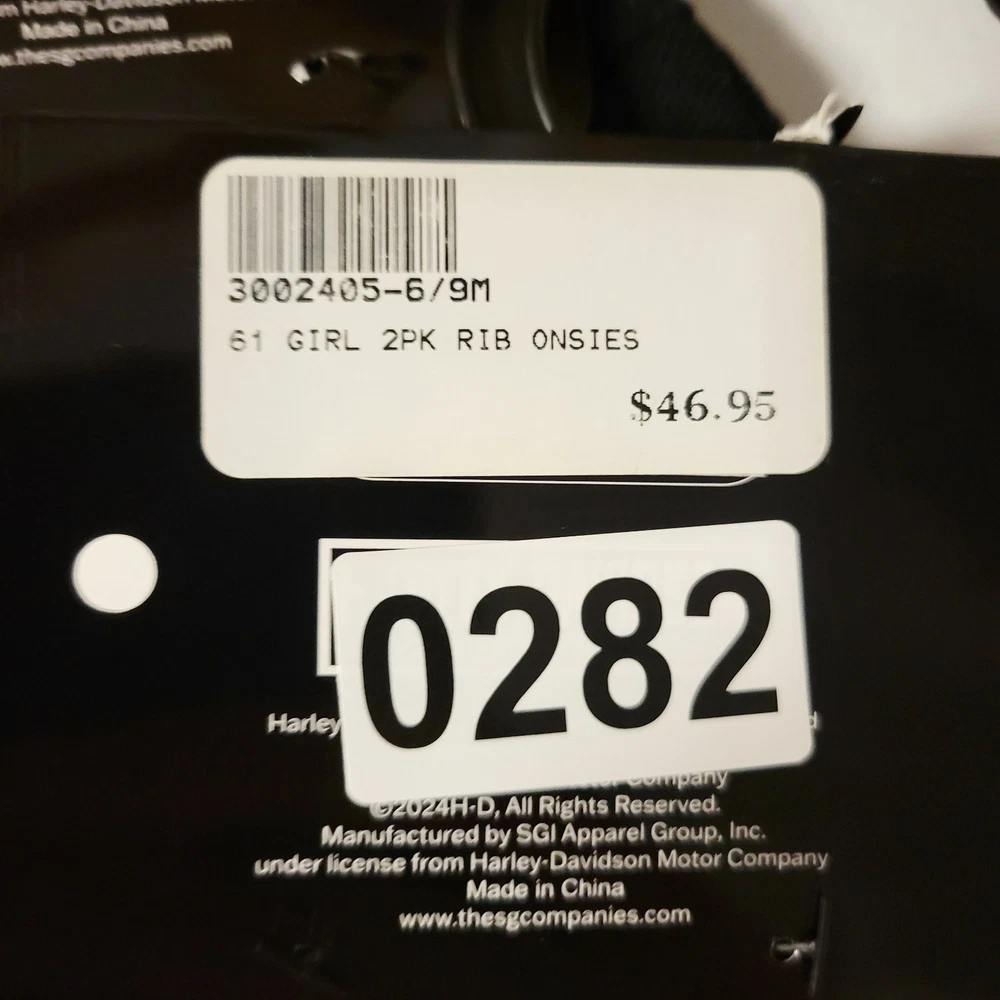 Made in China
www.thesgcompanies.com
3002405-6/9M
61 GIRL 2PK RIB ONSIES
$46.95
0282
Harley
Company
©2024H-D, All Rights Reserved.
Manufactured by SGI Apparel Group, Inc.
under license from Harley-Davidson Motor Company
Made in China
www.thesgcompanies.com